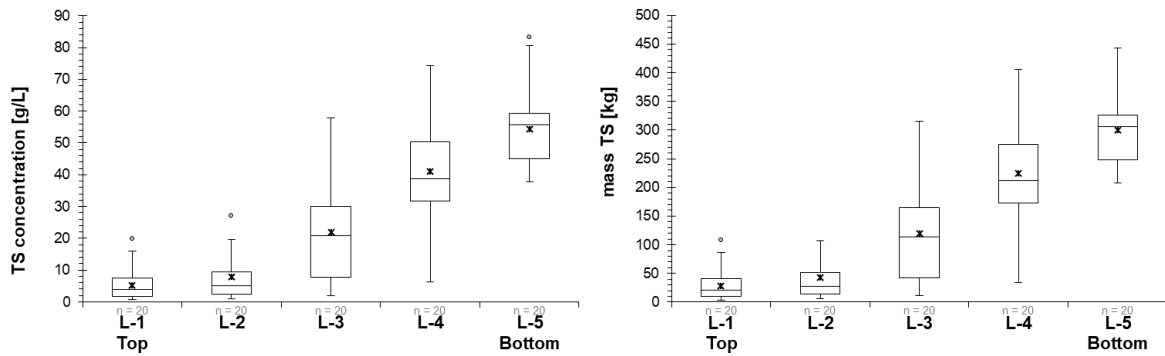 TS concentration [g/L]
90
80
70
60
50
40
30
20
10
0
n = 20 n = 20 n = 20 n = 20 n = 20
L-1 L-2 L-3 L-4 L-5
Top Bottom
mass TS [kg]
500
450
400
350
300
250
200
150
100
50
0
n = 20 n = 20 n = 20 n = 20 n = 20
L-1 L-2 L-3 L-4 L-5
Top Bottom